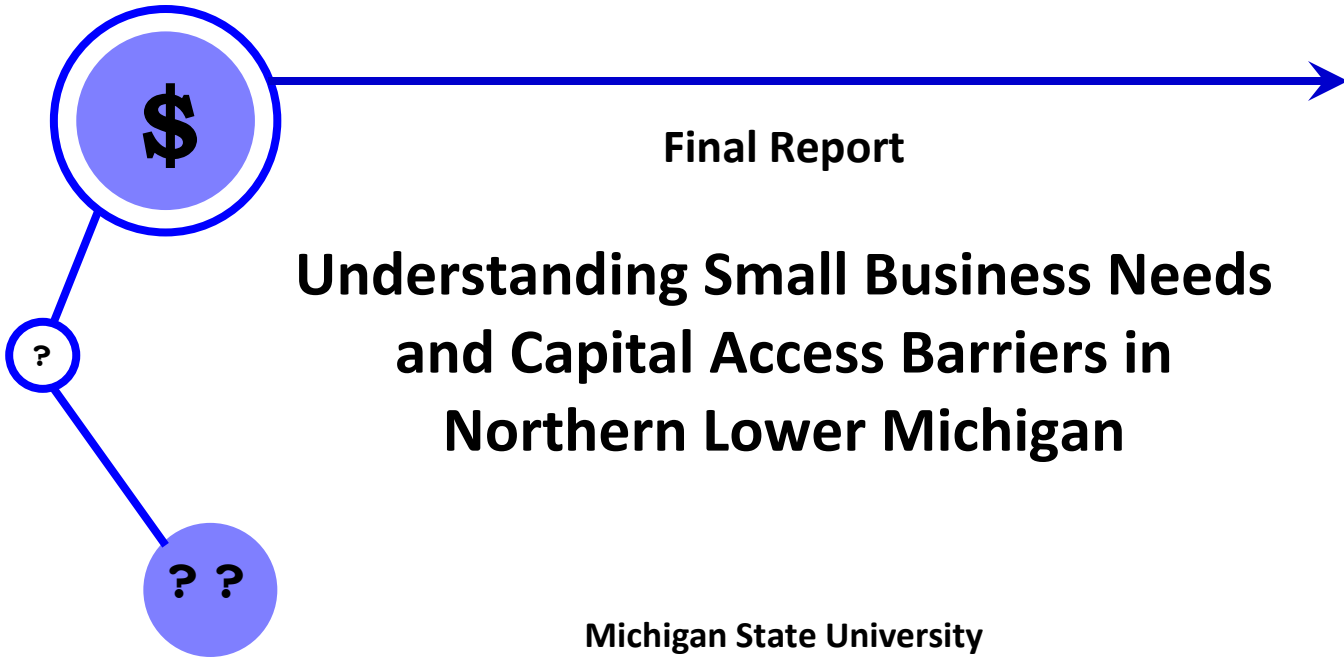 $
Final Report
Understanding Small Business Needs
and Capital Access Barriers in
Northern Lower Michigan
?
? ?
Michigan State University